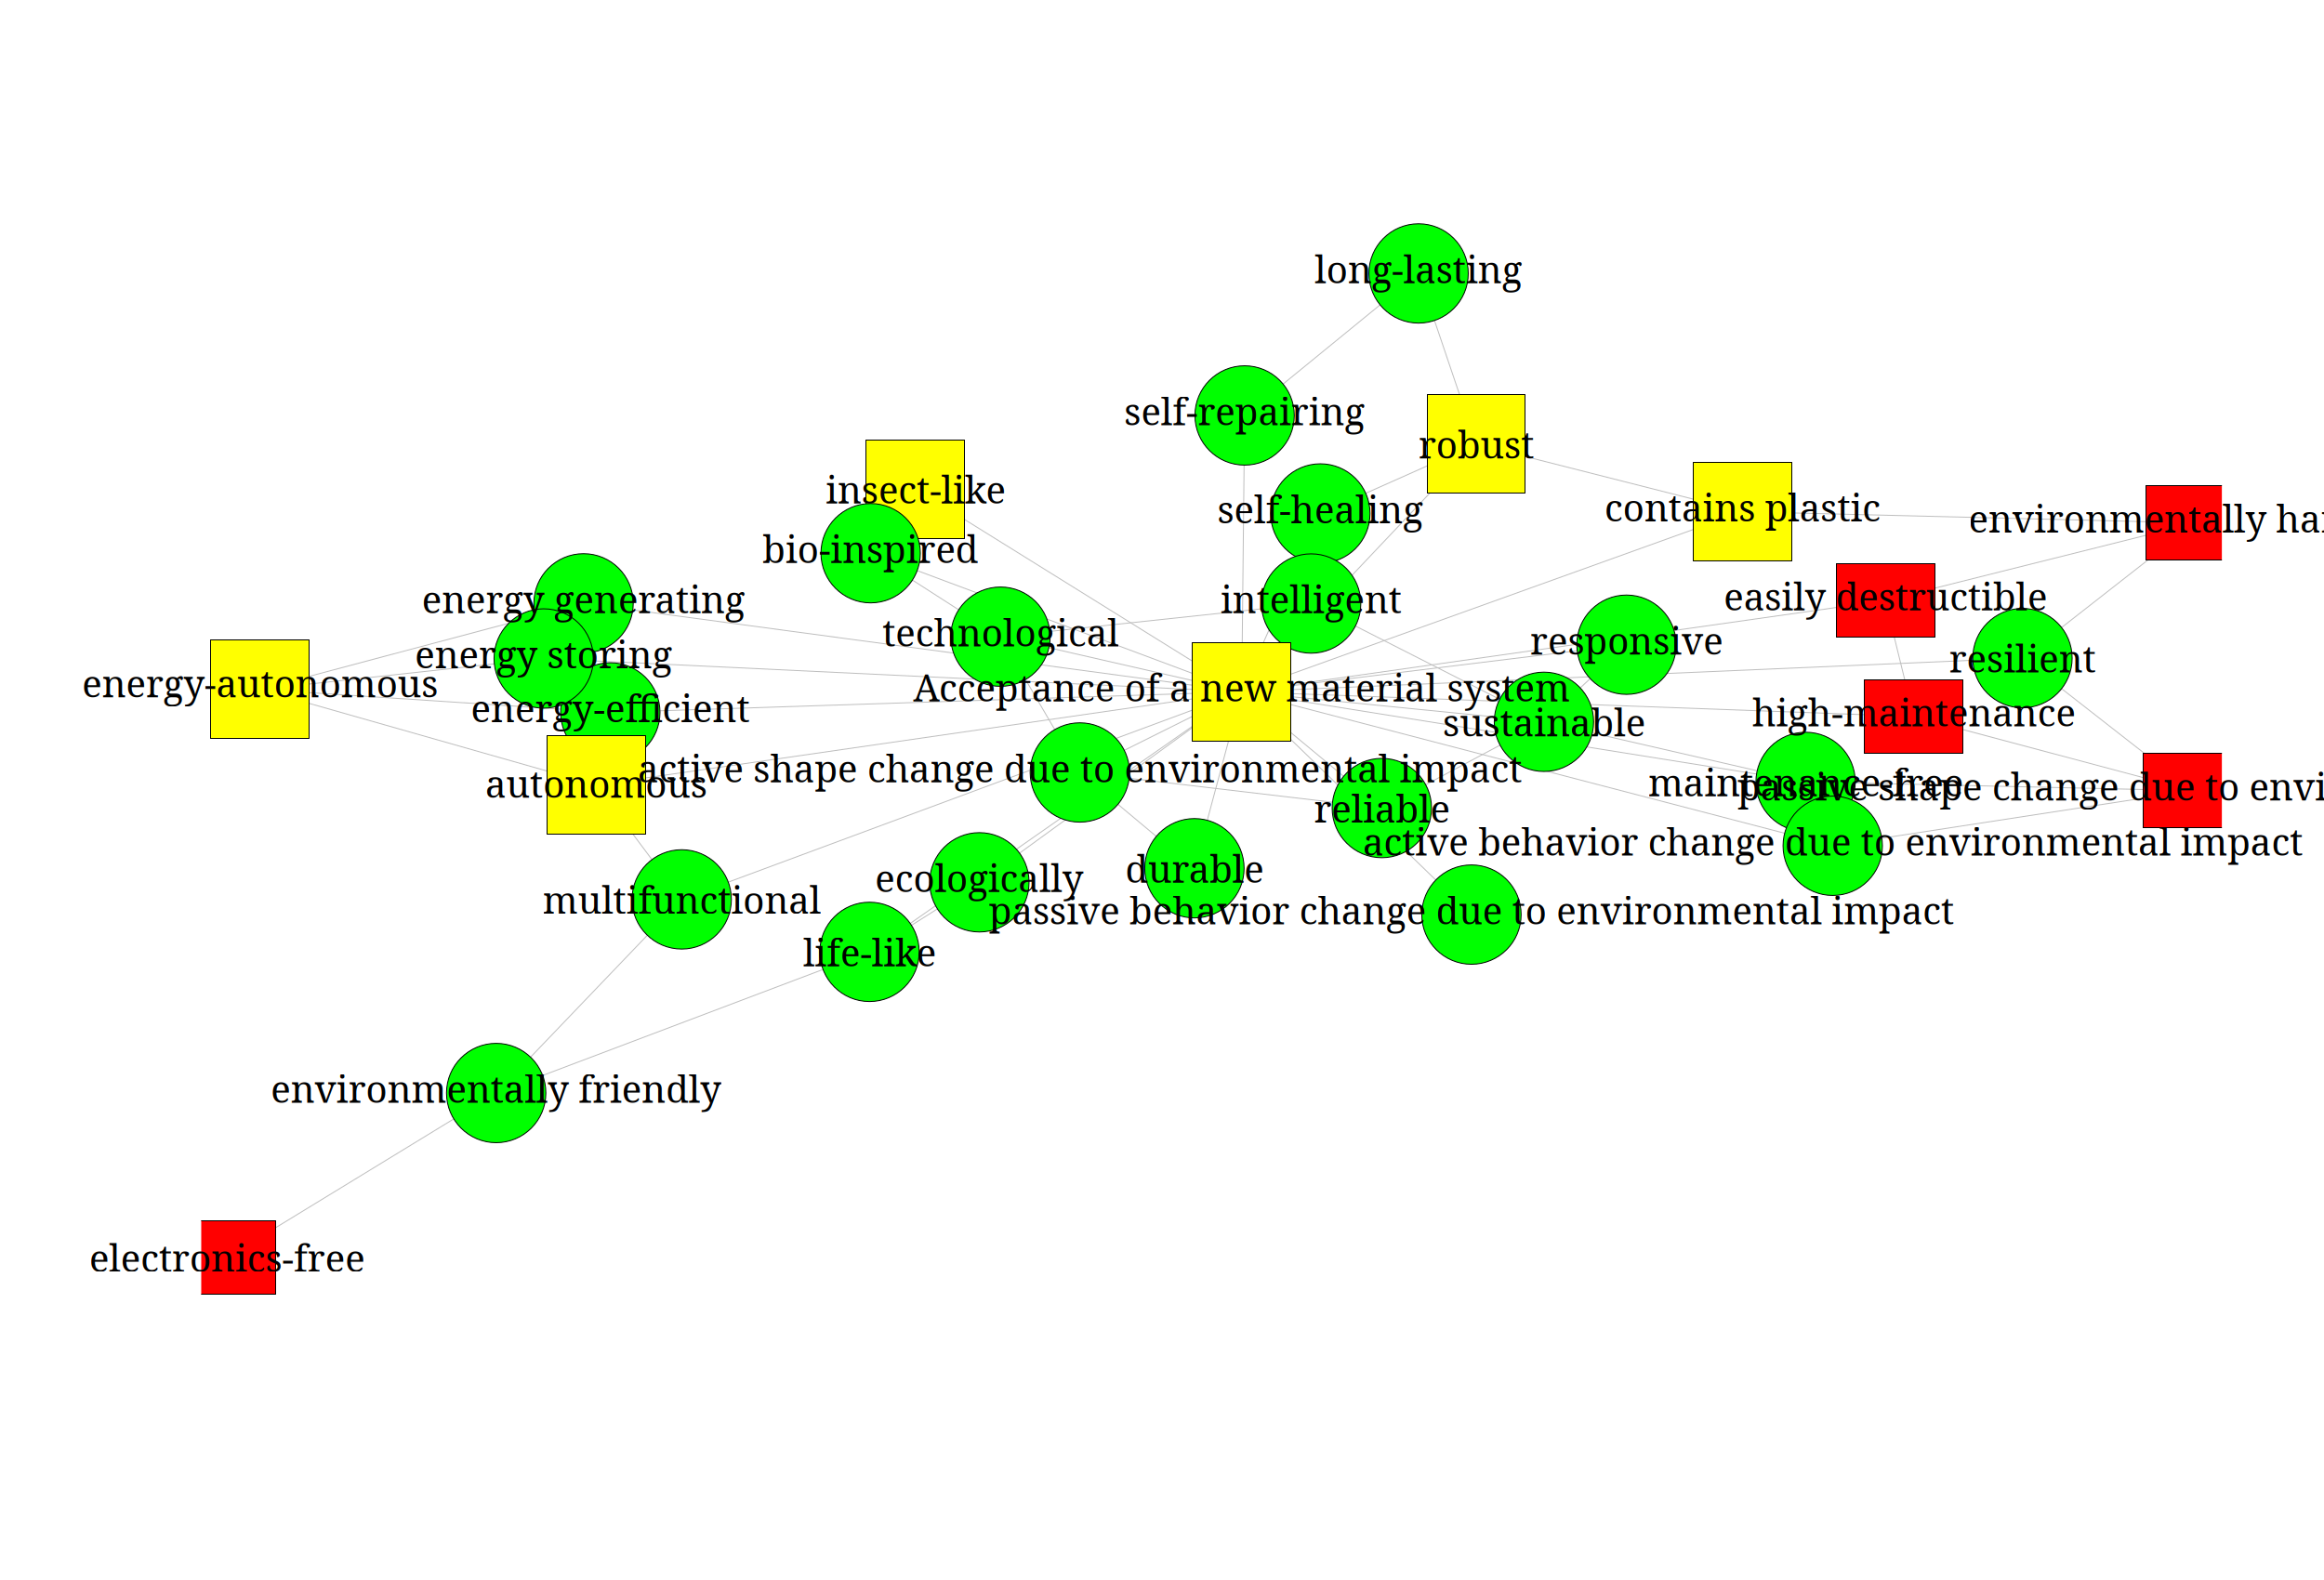 long-lasting
self-repairing
robust
insect-like
self-healing
contains plastic
environmentally har
bio-inspired
energy generating
intelligent
easily destructible
technological
responsive
energy storing
resilient
energy-autonomous
Acceptance of a new material system
energy-efficient
sustainable
high-maintenance
active shape change due to environmental impact
autonomous
maintenance-free
passive shape change due to envi
reliable
active behavior change due to environmental impact
durable
ecologically
multifunctional
passive behavior change due to environmental impact
life-like
environmentally friendly
electronics-free